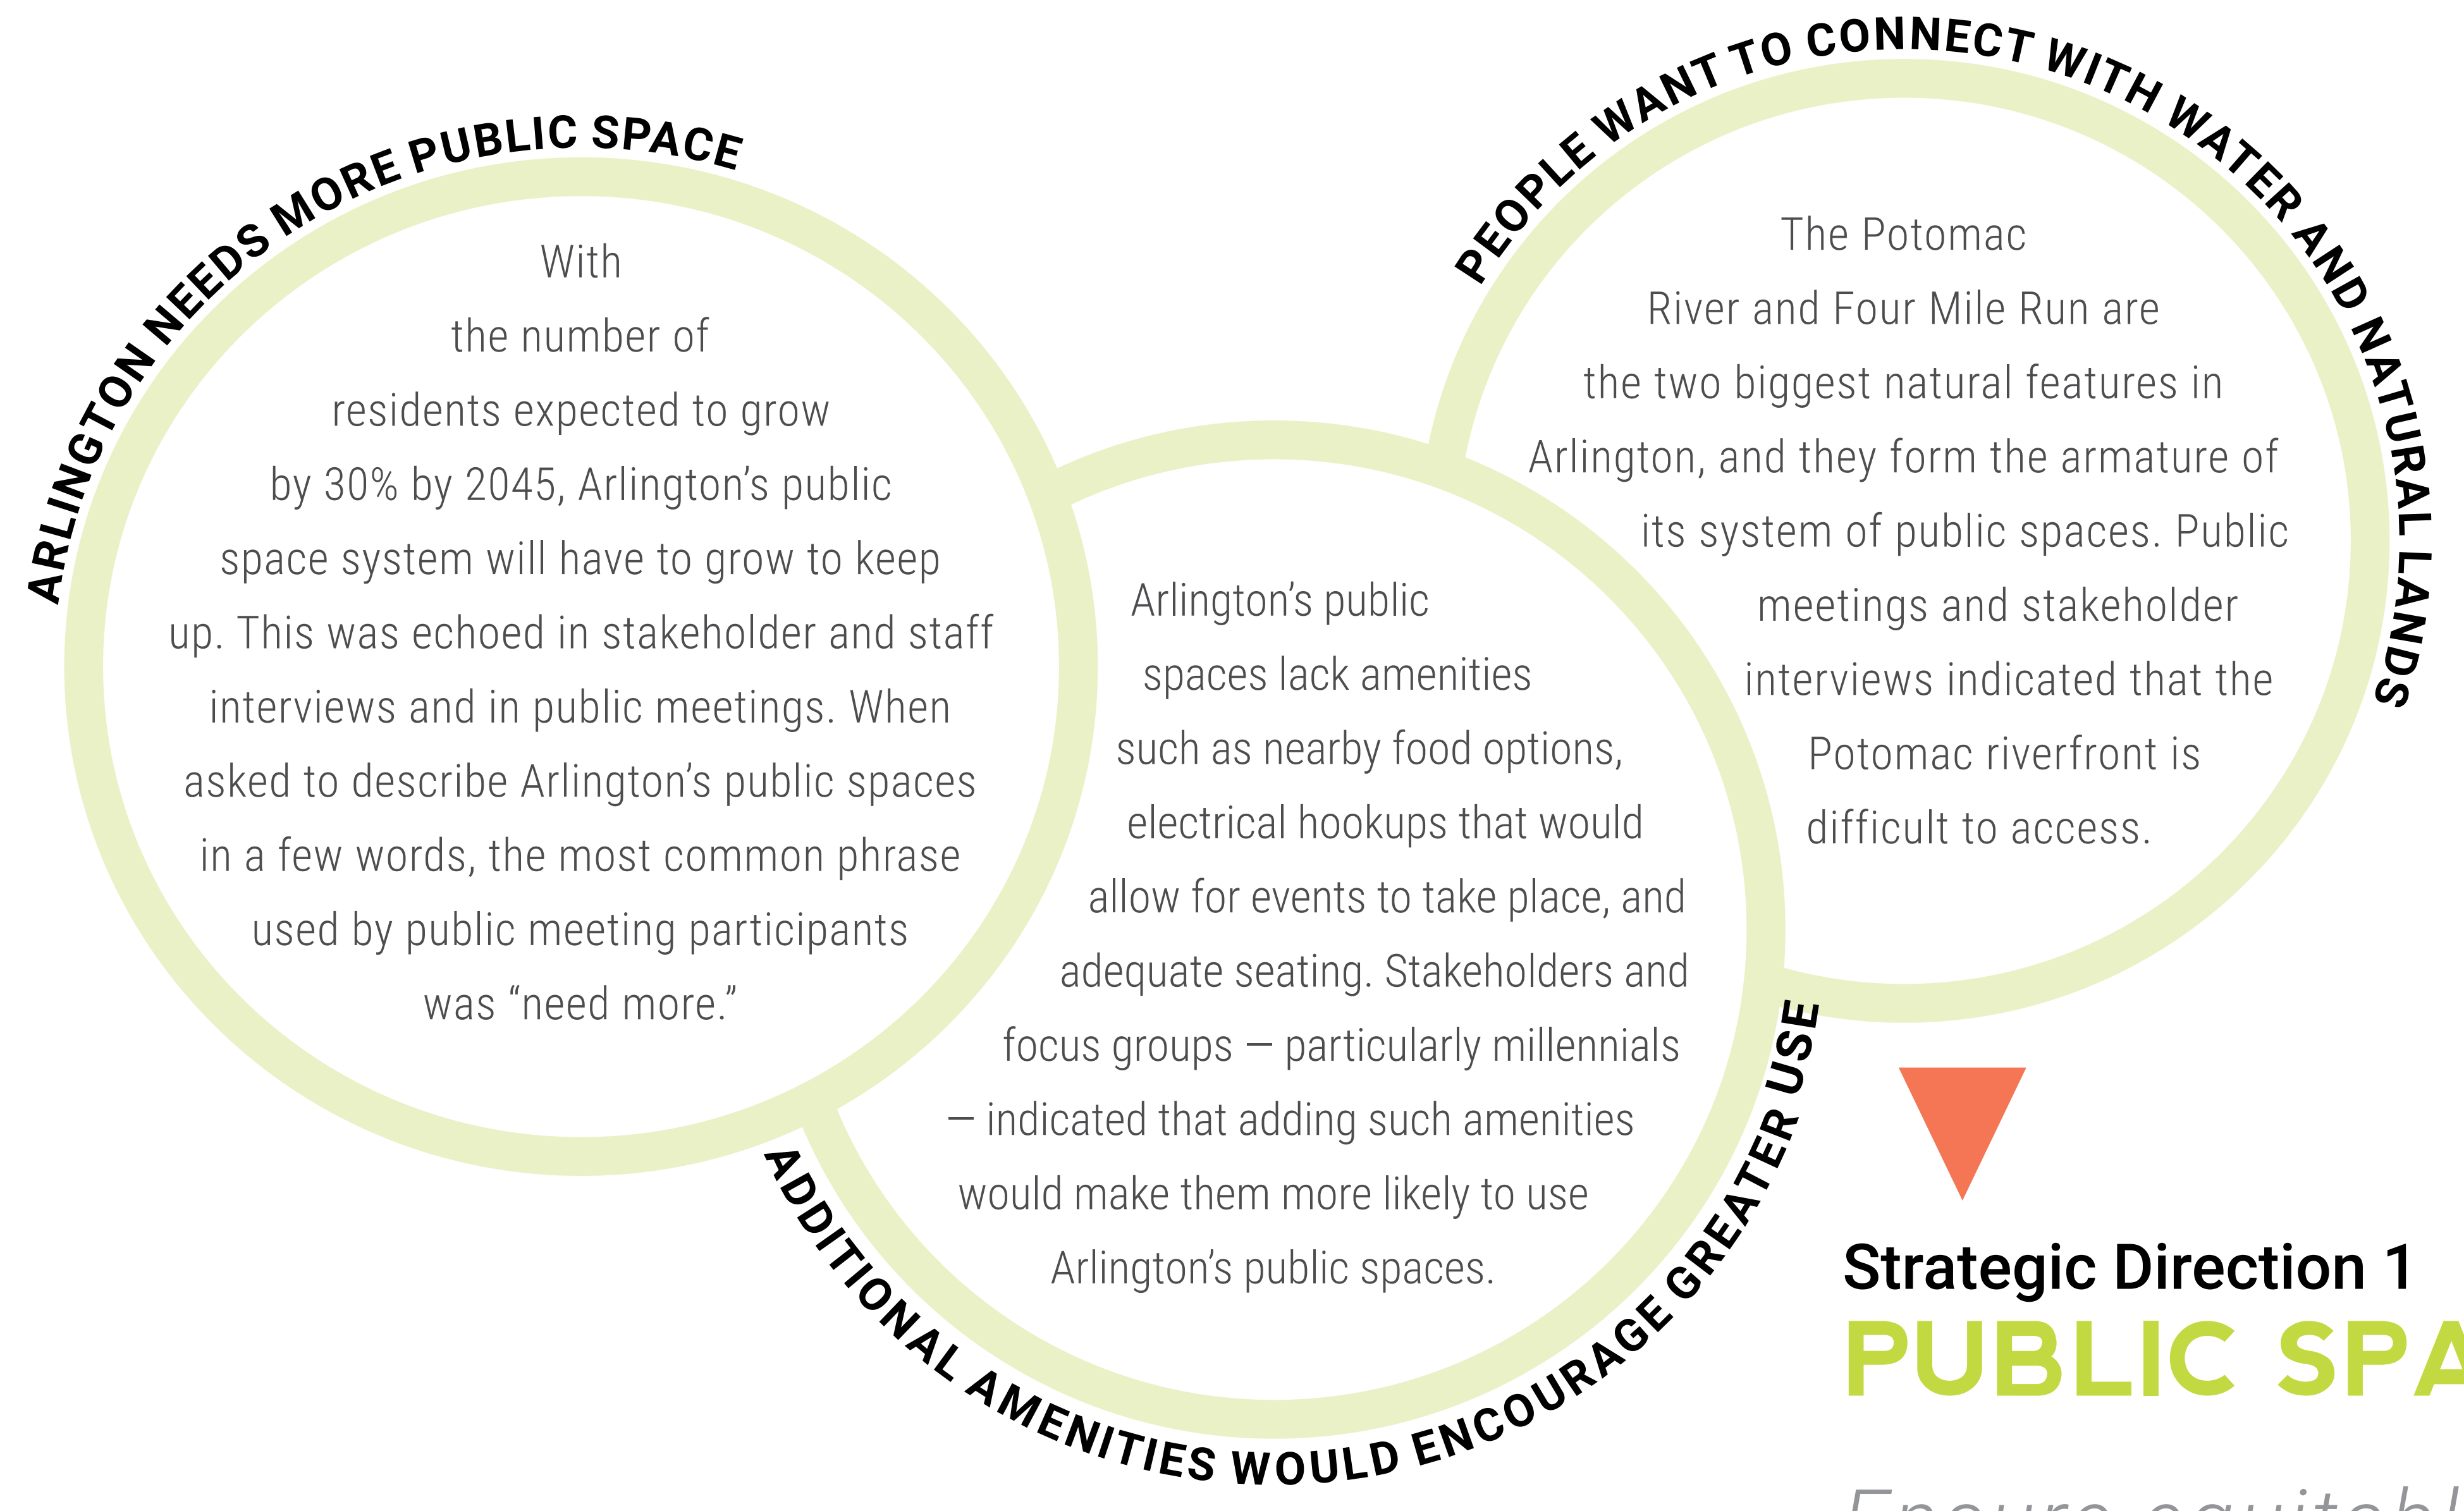 ARLINGTON NEEDS MORE PUBLIC SPACE
With
the number of
residents expected to grow
by 30% by 2045, Arlington’s public
space system will have to grow to keep
up. This was echoed in stakeholder and staff
interviews and in public meetings. When
asked to describe Arlington’s public spaces
in a few words, the most common phrase
used by public meeting participants
was “need more.”
ADDITIONAL AMENITIES WOULD ENCOURAGE GREATER USE
Arlington’s public
spaces lack amenities
such as nearby food options,
electrical hookups that would
allow for events to take place, and
adequate seating. Stakeholders and
focus groups — particularly millennials
— indicated that adding such amenities
would make them more likely to use
Arlington’s public spaces.
PEOPLE WANT TO CONNECT WITH WATER AND NATURAL LANDS
The Potomac
River and Four Mile Run are
the two biggest natural features in
Arlington, and they form the armature of
its system of public spaces. Public
meetings and stakeholder
interviews indicated that the
Potomac riverfront is
difficult to access.
Strategic Direction 1
PUBLIC SPA